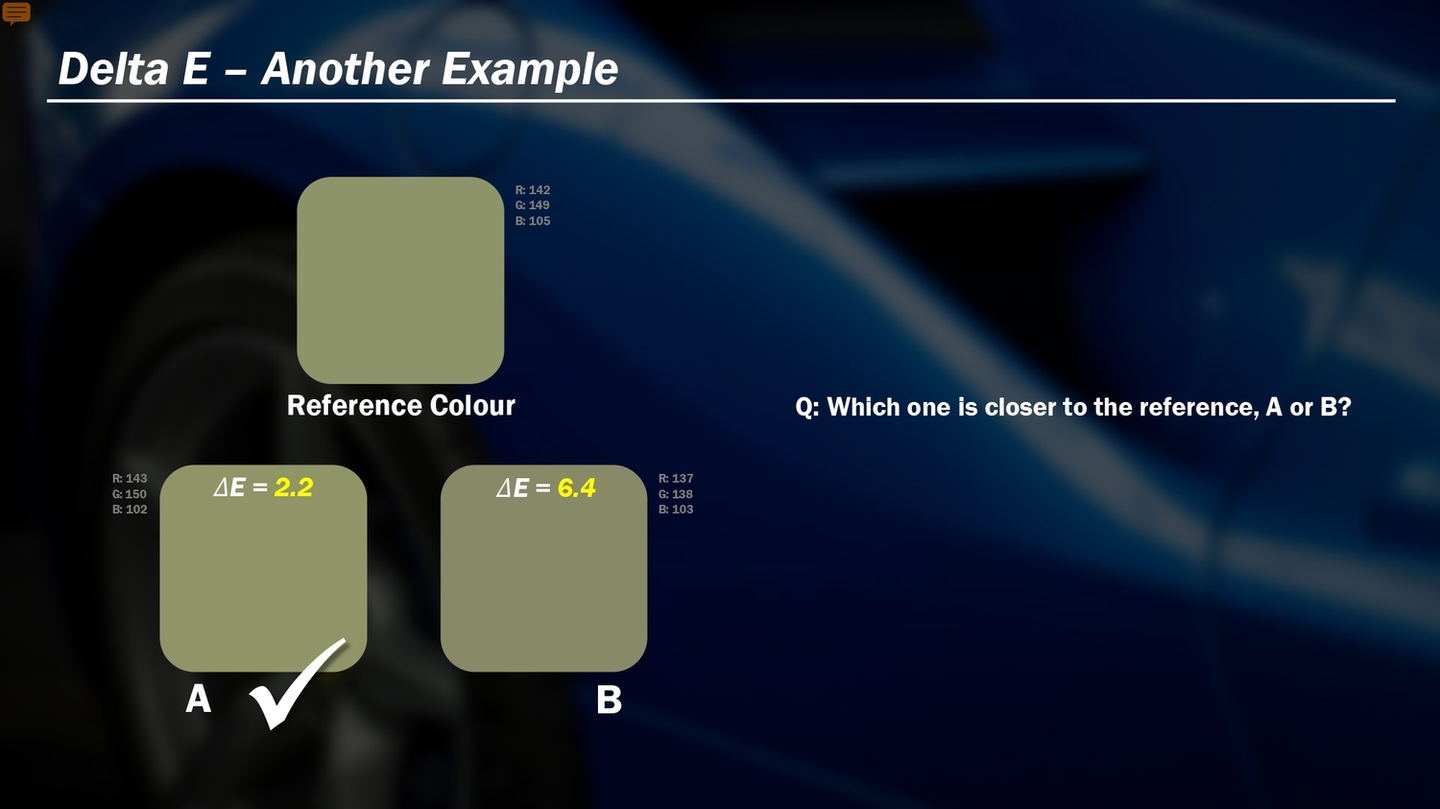 Delta E – Another Example
R: 142
G: 149
B: 105
Reference Colour
Q: Which one is closer to the reference, A or B?
R: 143
G: 150
B: 102
ΔE = 2.2
ΔE = 6.4
R: 137
G: 138
B: 103
A
B